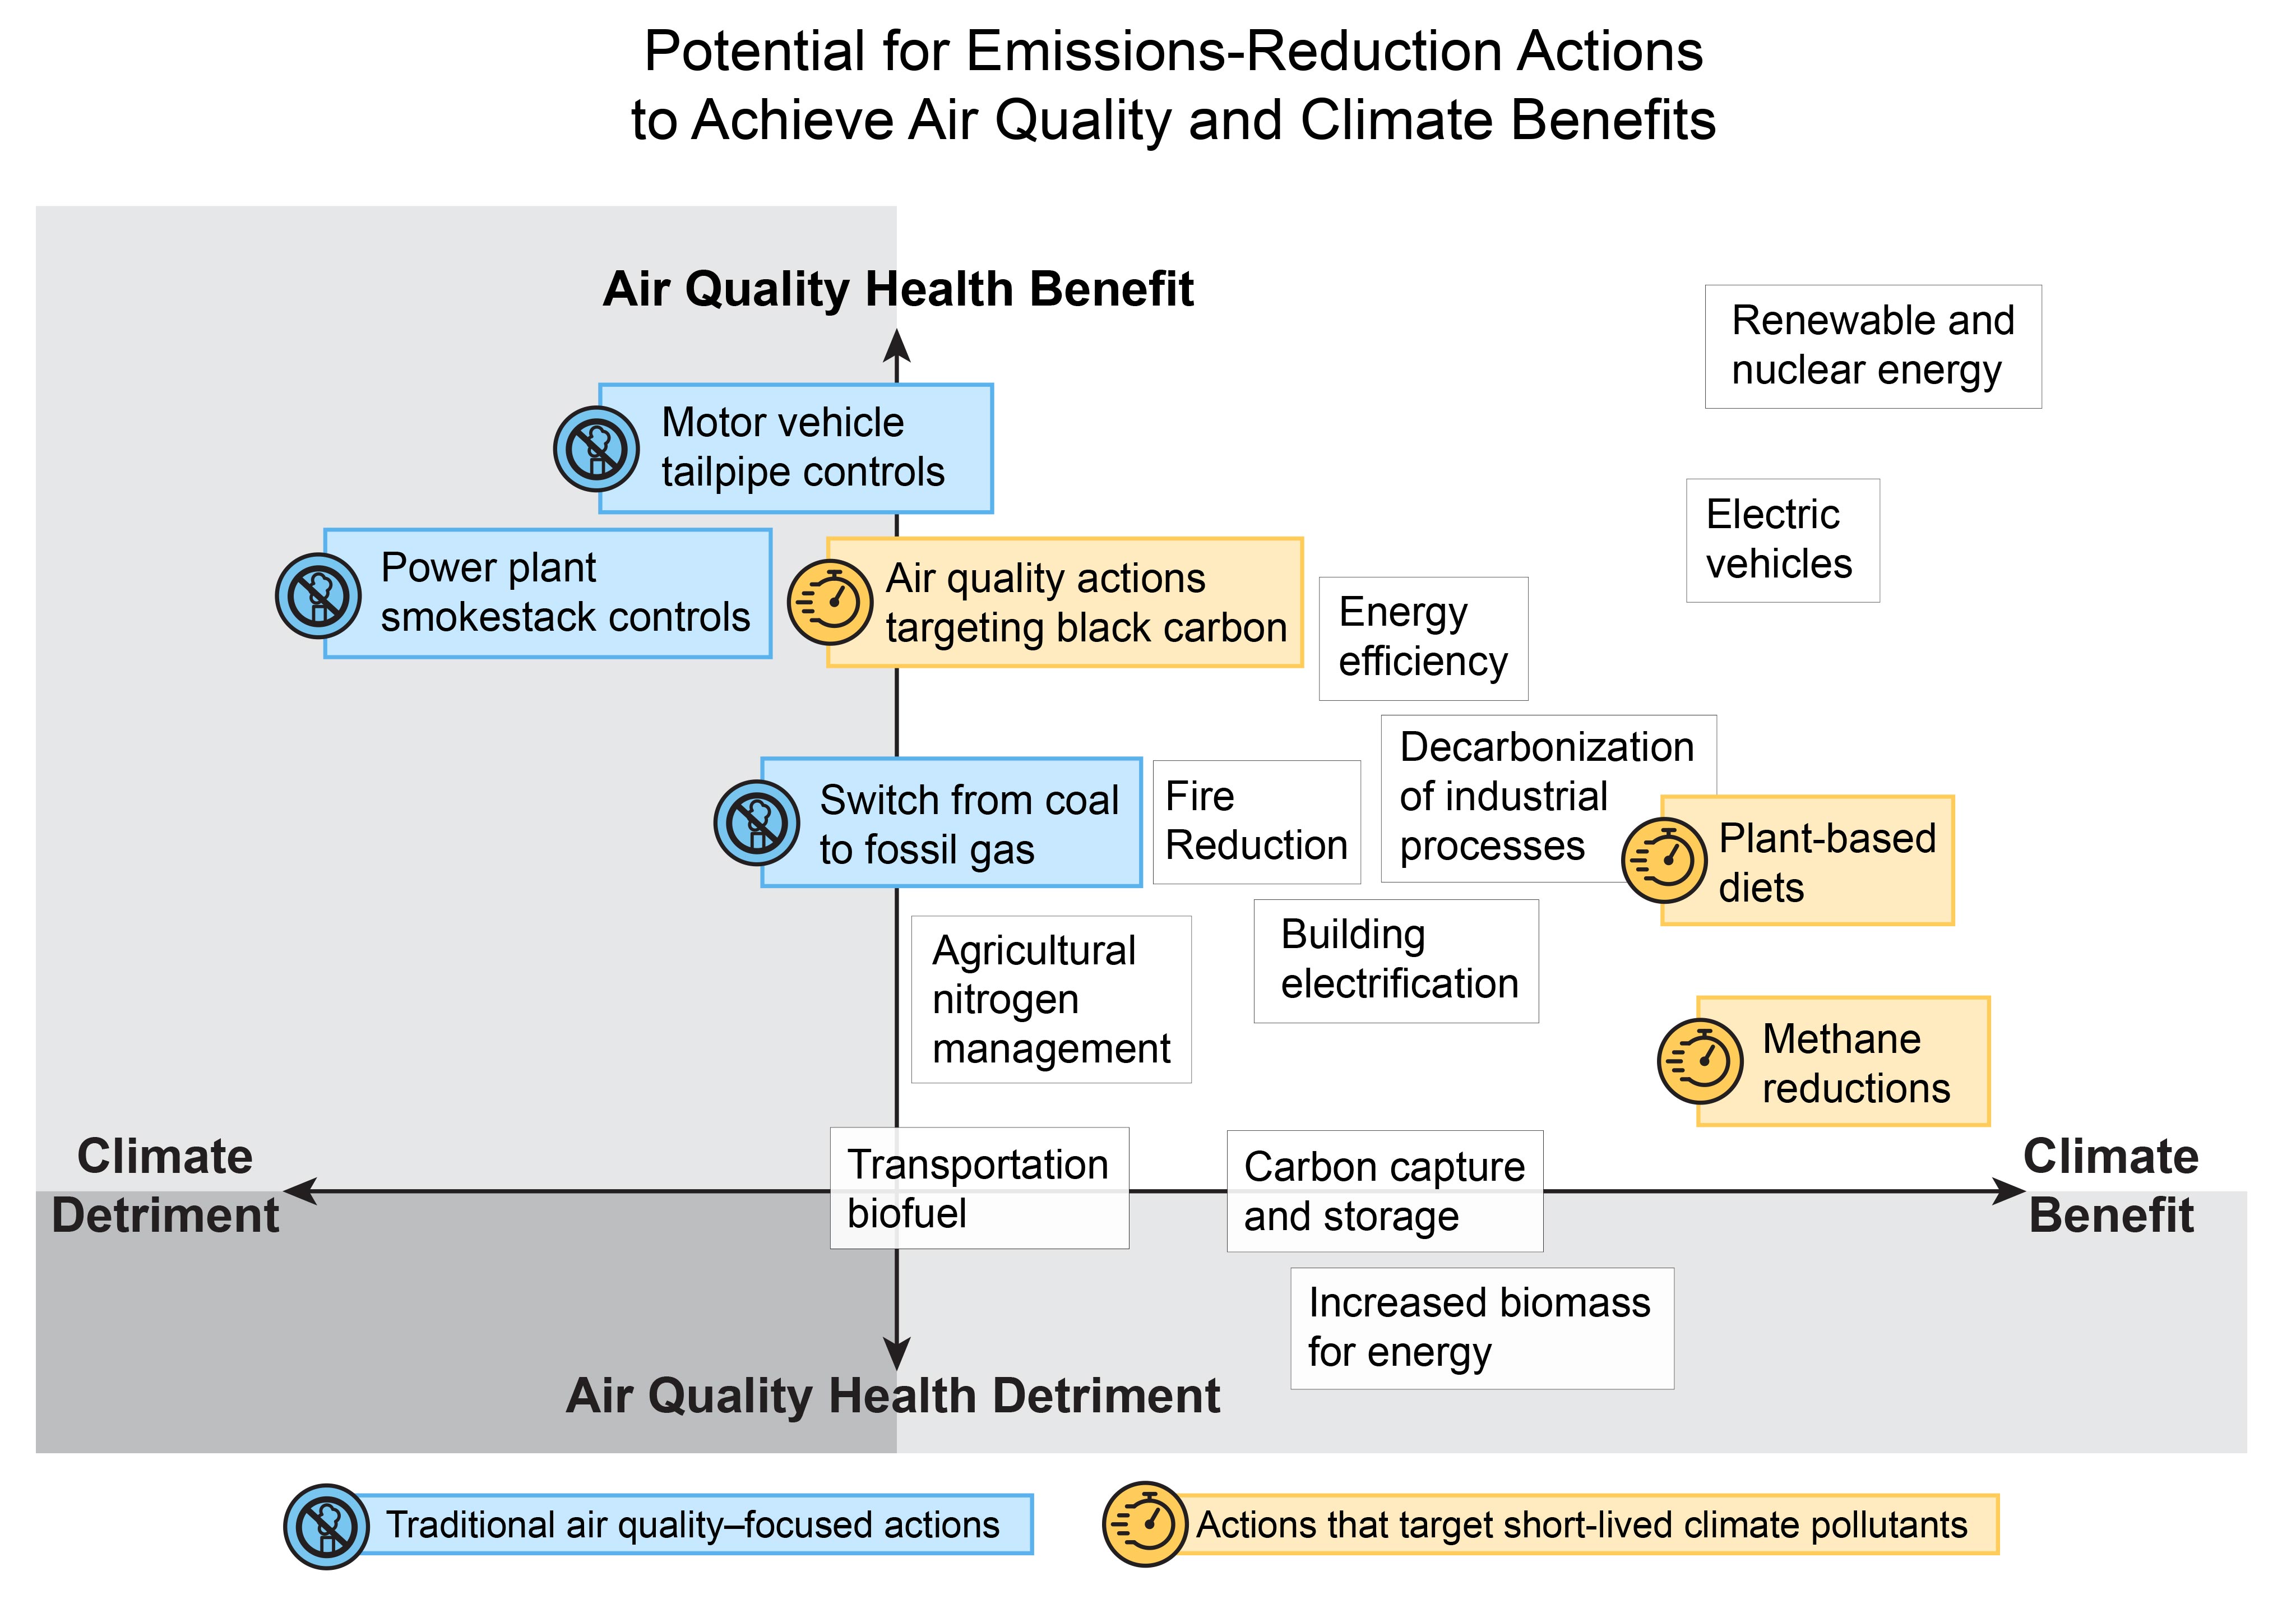 Potential for Emissions-Reduction Actions
to Achieve Air Quality and Climate Benefits
Air Quality Health Benefit
Renewable and
nuclear energy
Motor vehicle
tailpipe controls
Electric
vehicles
Power plant
smokestack controls
Air quality actions
targeting black carbon
Energy
efficiency
Decarbonization
of industrial
processes
Switch from coal
to fossil gas
Fire
Reduction
Plant-based
diets
Agricultural
nitrogen
management
Building
electrification
Methane
reductions
Climate
Detriment
Transportation
biofuel
Carbon capture
and storage
Climate
Benefit
Increased biomass
for energy
Air Quality Health Detriment
Traditional air quality–focused actions
Actions that target short-lived climate pollutants